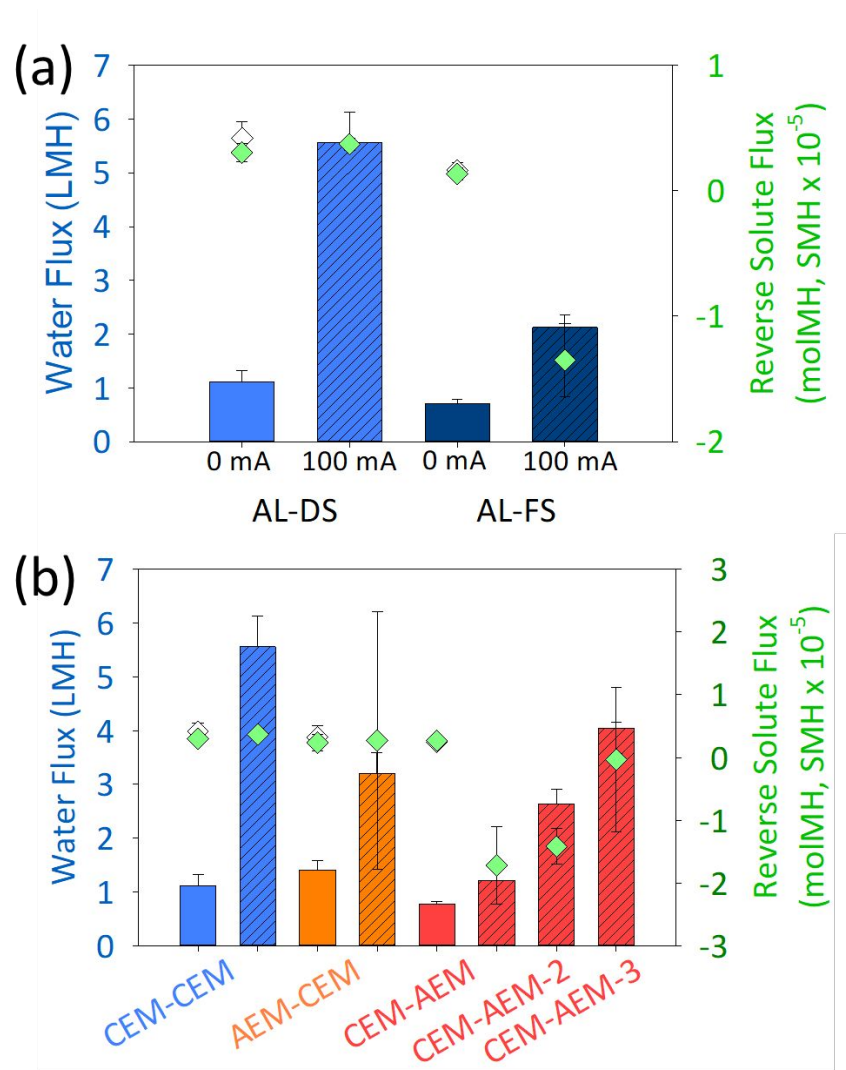 (a)
Water Flux (LMH)
7
6
5
4
3
2
1
0
1
0
-1
-2
Reverse Solute Flux
(molMH, SMH x 10-5)
0 mA 100 mA 0 mA 100 mA
AL-DS AL-FS
(b)
Water Flux (LMH)
7
6
5
4
3
2
1
0
3
2
1
0
-1
-2
-3
Reverse Solute Flux
(molMH, SMH x 10-5)
CEM-CEM
AEM-CEM
CEM-AEM
CEM-AEM-2
CEM-AEM-3